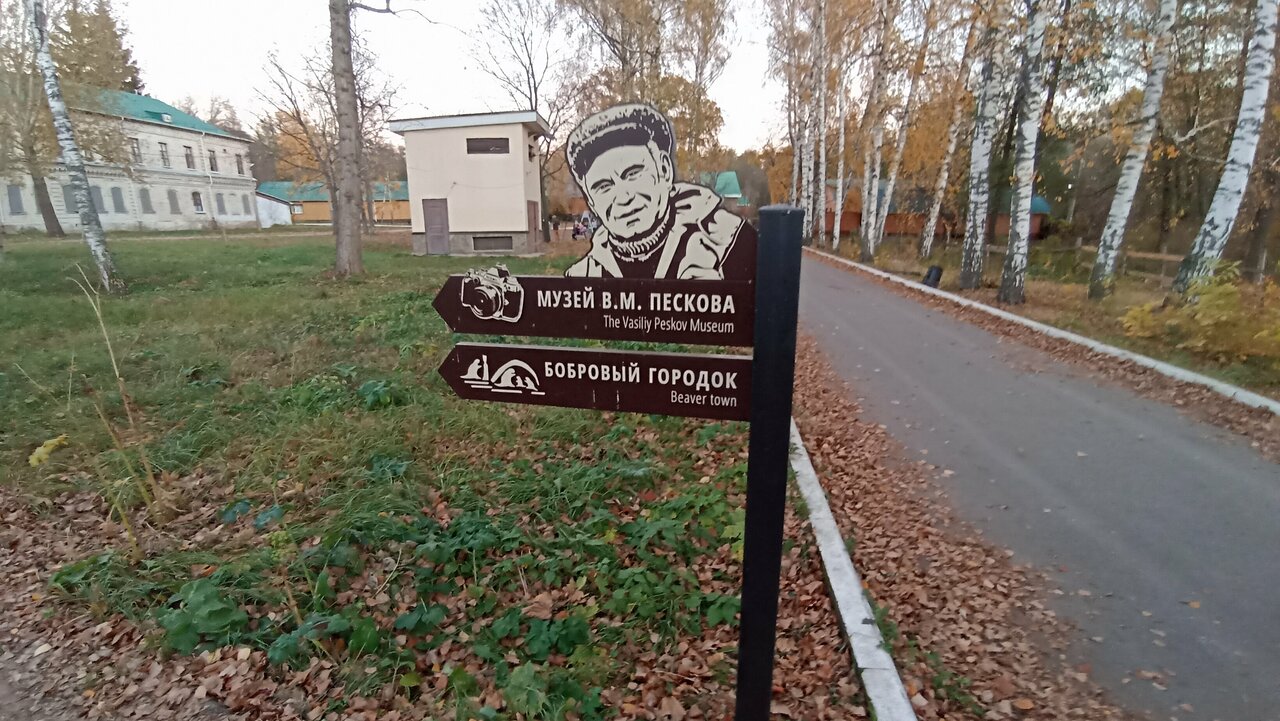 МУЗЕЙ В.М. ПЕСКОВА
The Vasiliy Peskov Museum
БОБРОВЫЙ ГОРОДОК
Beaver town